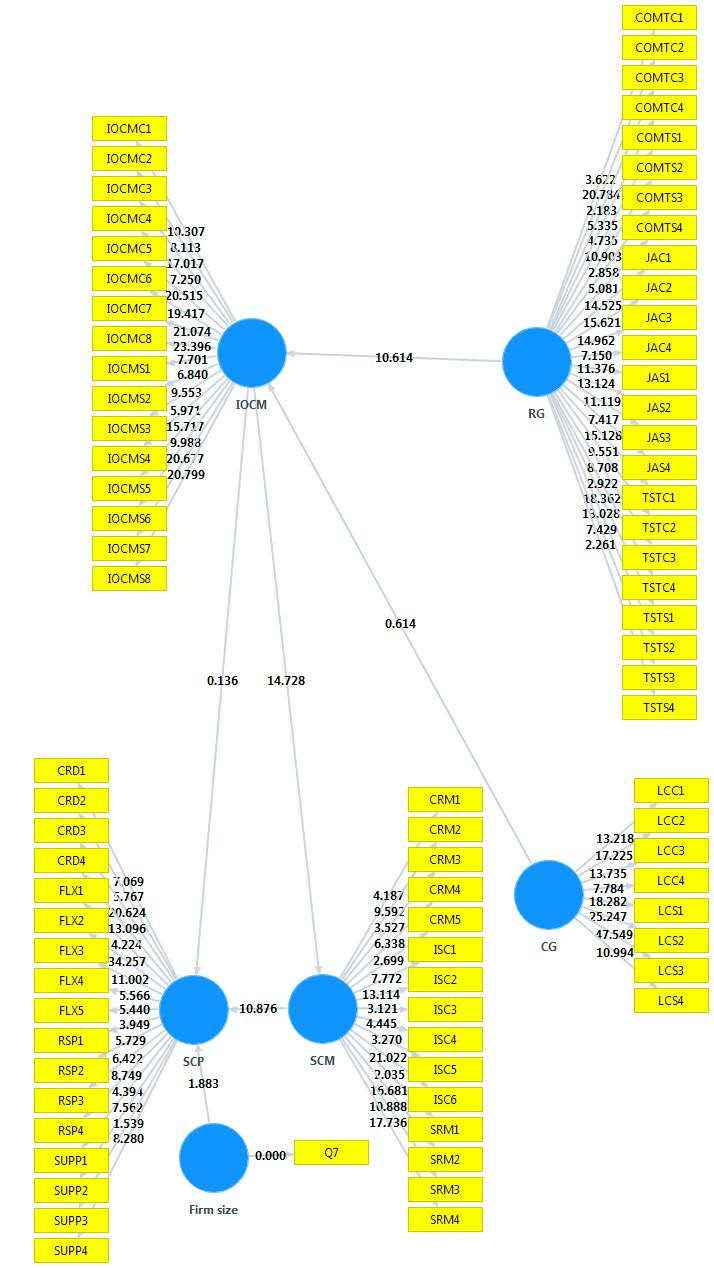 COMTC1
COMTC2
COMTC3
COMTC4
COMTS1
COMTS2
COMTS3
COMTS4
JAC1
JAC2
JAC3
JAC4
JAS1
JAS2
JAS3
JAS4
TSTC1
TSTC2
TSTC3
TSTC4
TSTS1
TSTS2
TSTS3
TSTS4
3.622
20.784
2.183
5.335
4.735
10.903
2.858
5.081
14.525
15.621
14.962
7.150
11.376
13.124
11.119
7.417
15.128
9.551
8.708
2.922
18.362
13.028
7.429
2.261
RG
10.614
IOCMC1
IOCMC2
IOCMC3
IOCMC4
IOCMC5
IOCMC6
IOCMC7
IOCMC8
IOCMS1
IOCMS2
IOCMS3
IOCMS4
IOCMS5
IOCMS6
IOCMS7
IOCMS8
10.307
8.113
17.017
7.250
20.515
19.417
21.074
23.396
7.701
6.840
9.553
5.971
15.717
9.988
20.677
20.799
IOCM
0.614
0.136
14.728
CRD1
CRD2
CRD3
CRD4
FLX1
FLX2
FLX3
FLX4
FLX5
RSP1
RSP2
RSP3
RSP4
SUPP1
SUPP2
SUPP3
SUPP4
7.069
5.767
20.624
13.096
4.224
34.257
11.002
5.566
5.440
3.949
5.729
6.422
8.749
4.394
7.562
1.539
8.280
SCP
10.876
SCM
CRM1
CRM2
CRM3
CRM4
CRM5
ISC1
ISC2
ISC3
ISC4
ISC5
ISC6
SRM1
SRM2
SRM3
SRM4
4.187
9.592
3.527
6.338
2.699
7.772
13.114
3.121
4.445
3.270
21.022
2.035
16.681
10.888
17.736
LCC1
LCC2
LCC3
LCC4
LCS1
LCS2
LCS3
LCS4
13.218
17.225
13.735
7.784
18.282
25.247
47.549
10.994
CG
1.883
0.000
Q7
Firm size